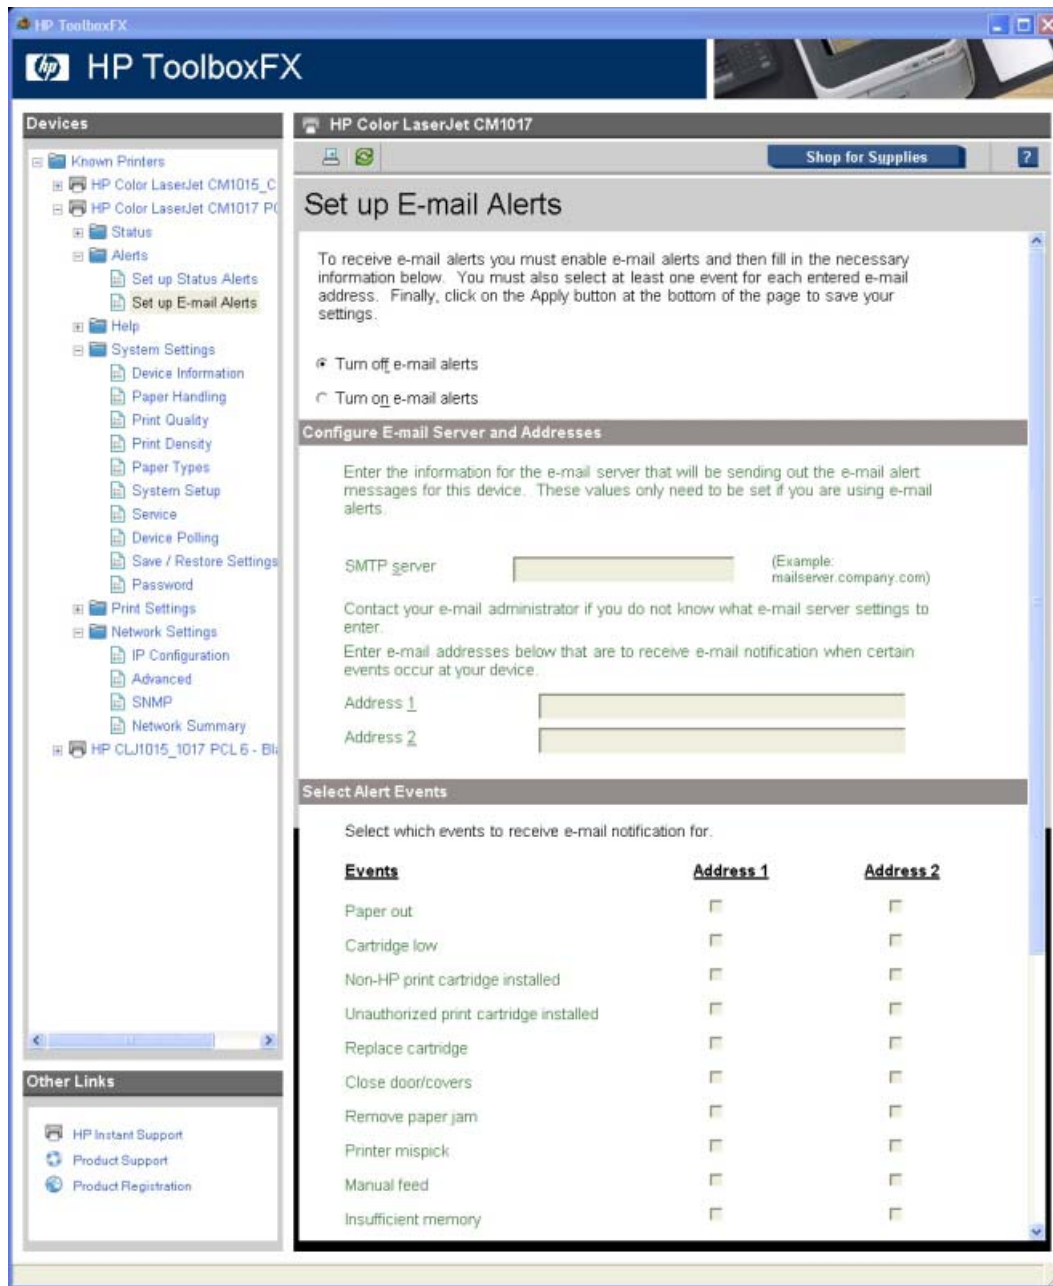 HP ToolboxFX
hp HP ToolboxFX
Devices
Known Printers
HP Color LaserJet CM1015_C
HP Color LaserJet CM1017 PC
Status
Alerts
Set up Status Alerts
Set up E-mail Alerts
Help
System Settings
Device Information
Paper Handling
Print Quality
Print Density
Paper Types
System Setup
Service
Device Polling
Save / Restore Settings
Password
Print Settings
Network Settings
IP Configuration
Advanced
SNMP
Network Summary
HP CLJ1015_1017 PCL 6 - Bla
Other Links
HP Instant Support
Product Support
Product Registration
HP Color LaserJet CM1017
Shop for Supplies ?
Set up E-mail Alerts
To receive e-mail alerts you must enable e-mail alerts and then fill in the necessary
information below. You must also select at least one event for each entered e-mail
address. Finally, click on the Apply button at the bottom of the page to save your
settings.
Turn off e-mail alerts
Turn on e-mail alerts
Configure E-mail Server and Addresses
Enter the information for the e-mail server that will be sending out the e-mail alert
messages for this device. These values only need to be set if you are using e-mail
alerts.
SMTP server (Example:
mailserver.company.com)
Contact your e-mail administrator if you do not know what e-mail server settings to
enter.
Enter e-mail addresses below that are to receive e-mail notification when certain
events occur at your device.
Address 1
Address 2
Select Alert Events
Select which events to receive e-mail notification for.
Events Address 1 Address 2
Paper out
Cartridge low
Non-HP print cartridge installed
Unauthorized print cartridge installed
Replace cartridge
Close door/covers
Remove paper jam
Printer mispick
Manual feed
Insufficient memory